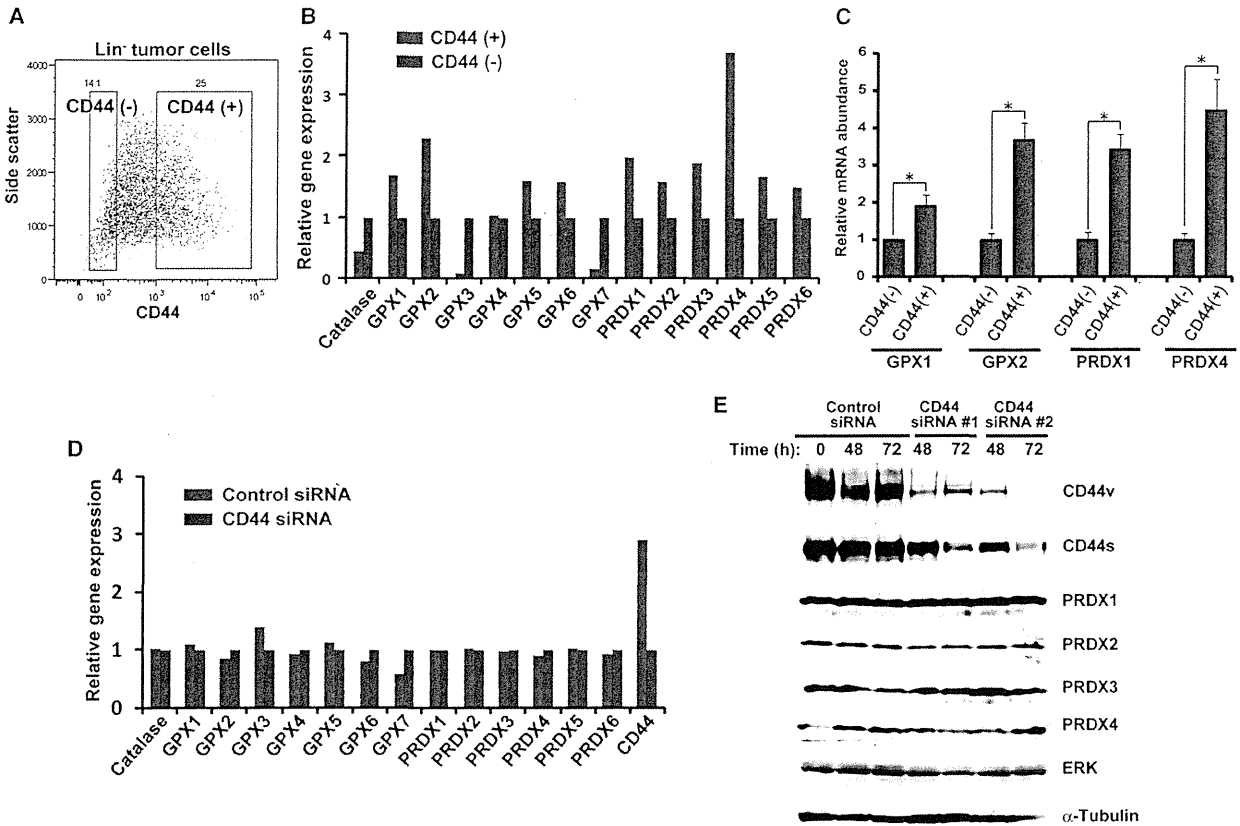 A
Lin⁻ tumor cells
4000
3000
2000
1000
0
14.1
25
CD44 (-)
CD44 (+)
Side scatter
0 10² 10³ 10⁴ 10⁵
CD44
B
4
3
2
1
0
Relative gene expression
CD44 (+)
CD44 (-)
Catalase
GPX1
GPX2
GPX3
GPX4
GPX5
GPX6
GPX7
PRDX1
PRDX2
PRDX3
PRDX4
PRDX5
PRDX6
C
6
5
4
3
2
1
0
Relative mRNA abundance
* * * *
CD44(-)
CD44(+)
CD44(-)
CD44(+)
CD44(-)
CD44(+)
CD44(-)
CD44(+)
GPX1 GPX2 PRDX1 PRDX4
D
4
3
2
1
0
Relative gene expression
Control siRNA
CD44 siRNA
Catalase
GPX1
GPX2
GPX3
GPX4
GPX5
GPX6
GPX7
PRDX1
PRDX2
PRDX3
PRDX4
PRDX5
PRDX6
CD44
E
Control siRNA
CD44 siRNA #1
CD44 siRNA #2
Time (h): 0 48 72 48 72 48 72
CD44v
CD44s
PRDX1
PRDX2
PRDX3
PRDX4
ERK
α-Tubulin